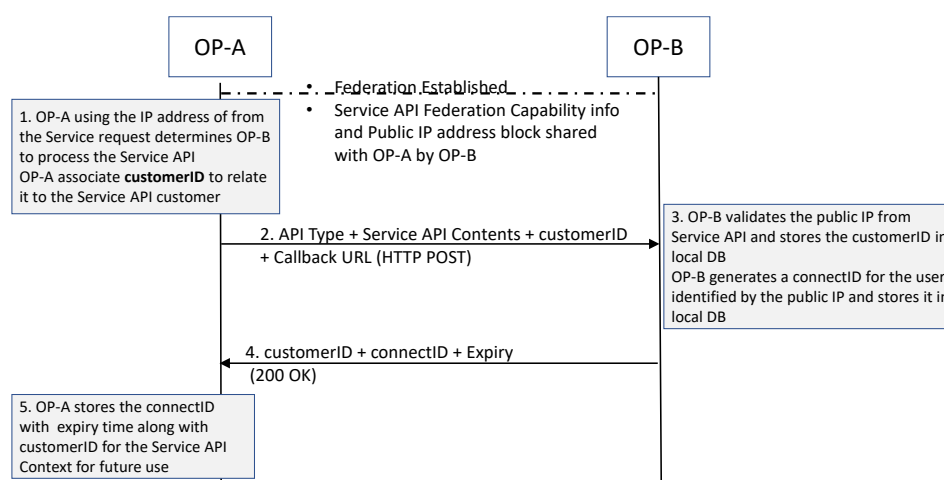 OP-A
OP-B
• Federation Established
• Service API Federation Capability info
and Public IP address block shared
with OP-A by OP-B
1. OP-A using the IP address of from
the Service request determines OP-B
to process the Service API
OP-A associate customerID to relate
it to the Service API customer
2. API Type + Service API Contents + customerID
+ Callback URL (HTTP POST)
3. OP-B validates the public IP from
Service API and stores the customerID in
local DB
OP-B generates a connectID for the user
identified by the public IP and stores it in
local DB
4. customerID + connectID + Expiry
(200 OK)
5. OP-A stores the connectID
with expiry time along with
customerID for the Service API
Context for future use